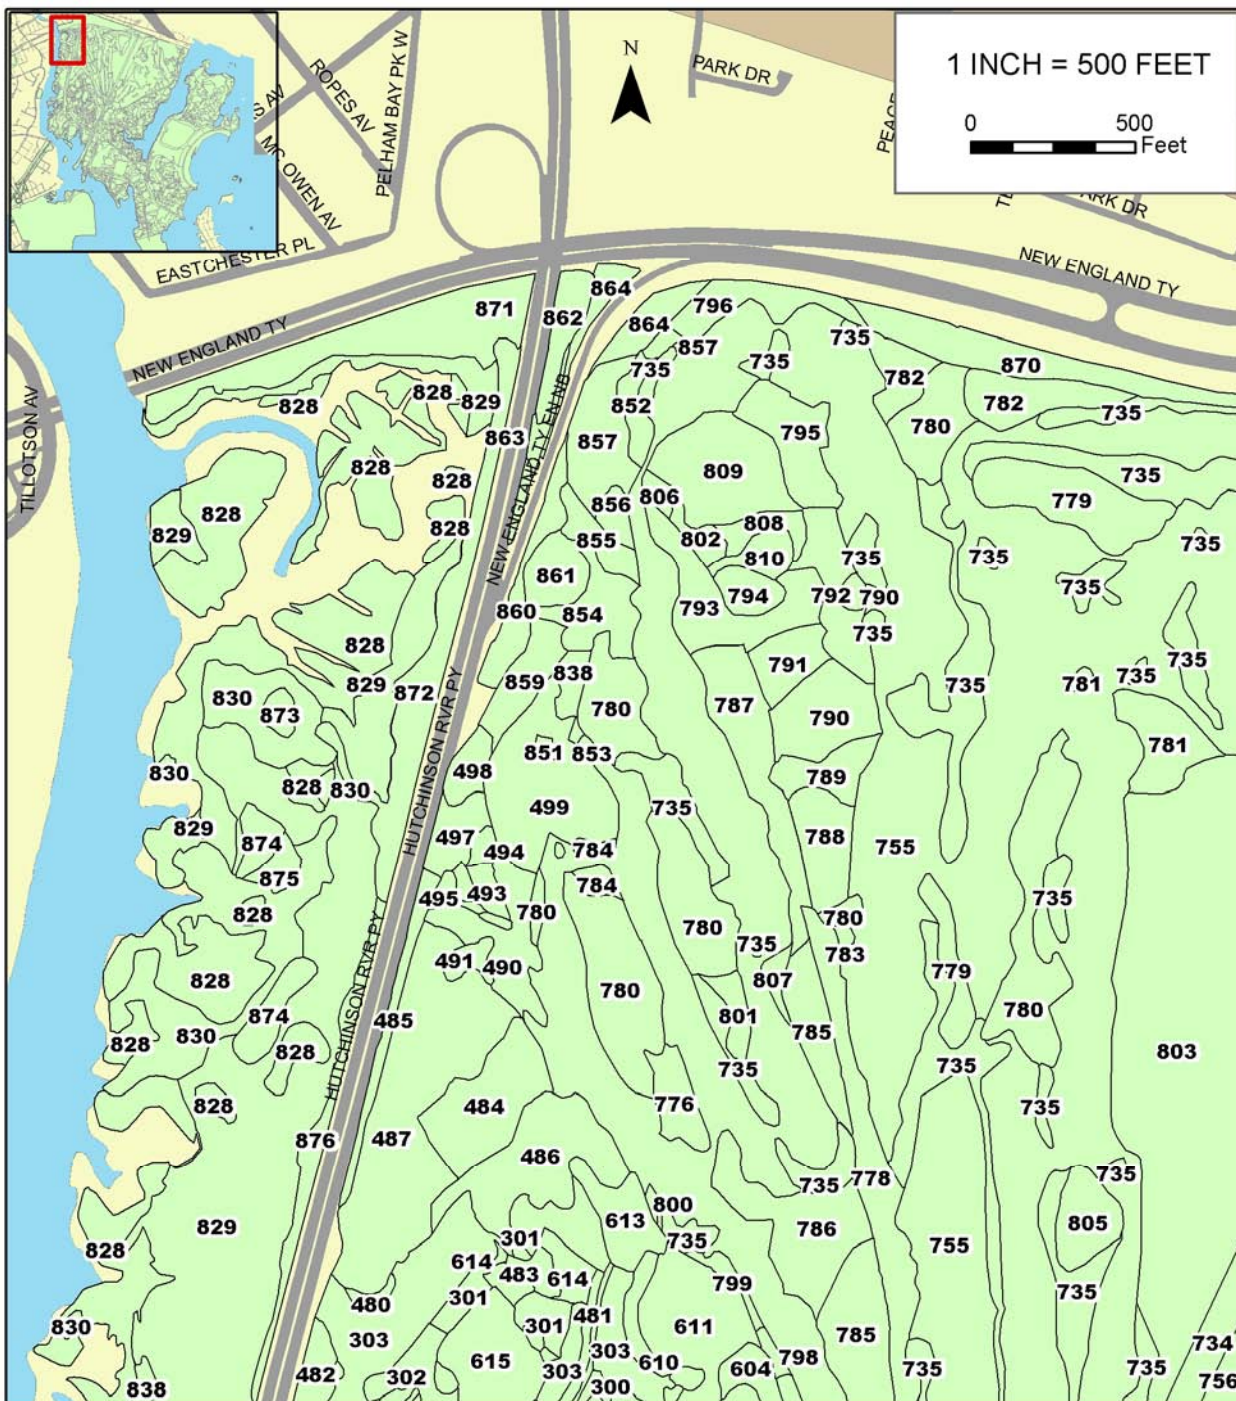 N
1 INCH = 500 FEET
0 500
Feet
PARK DR
ROPES AV
PELHAM BAY PK W
S AV
MC OWEN AV
EASTCHESTER PL
PARK DR
NEW ENGLAND TY
NEW ENGLAND TY
TILLOTSON AV
NEW ENGLAND TY EN NB
HUTCHINSON RVR PY
HUTCHINSON RVR PY
864
871 862 864 796
857 735 735
735 870
828 828 829 852 782 782 735
863 857 795 780
828 828 809 735
828 856 806 779
829 828 855 802 808 735 735 735
861 810 735
860 854 793 794 792 790
828 735
829 872 859 838 791 735 781 735 735
830 873 780 787 790
851 853 781
830 828 830 498 789
829 499 735
874 497 494 784 788 755
875 495 493 784
828 780 780 735
491 490 780 735 783
828 807 779
874 485 780 801 785 780
828 830 828 735 735 803
828 484 776 735
876 487 486
735 778 735
829 613 800 786 805
828 301 735 755
614 483 614 799 735
480 301
830 303 301 481 611 785 734
615 303 303 610 604 798 735 735
838 482 302 300 756